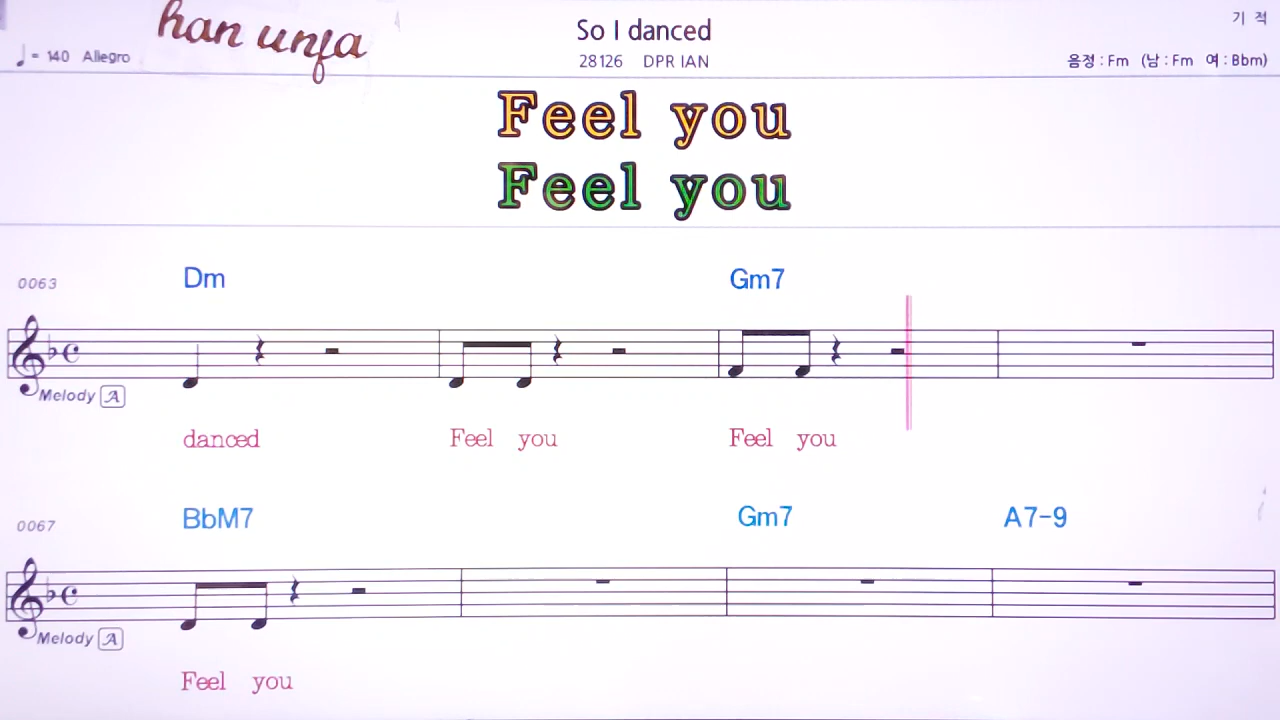 han unfa
So I danced
기 적
♩= 140 Allegro
28126 DPR IAN
음정 : Fm (남 : Fm 여 : Bbm)
Feel you
Feel you
0063
Dm Gm7
Melody A
danced Feel you Feel you
0067
BbM7 Gm7 A7-9
Melody A
Feel you